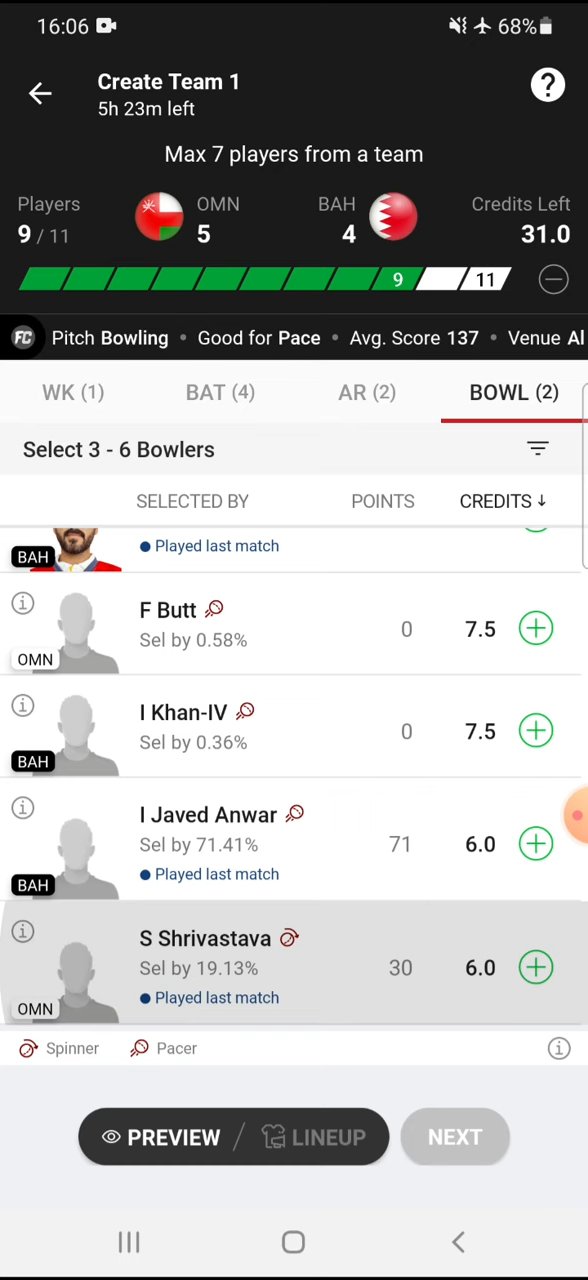 16:06 68%
Create Team 1
5h 23m left
?
Max 7 players from a team
Players OMN BAH Credits Left
9 / 11 5 4 31.0
9 11
FC Pitch Bowling • Good for Pace • Avg. Score 137 • Venue Al
WK (1) BAT (4) AR (2) BOWL (2)
Select 3 - 6 Bowlers
SELECTED BY POINTS CREDITS ↓
BAH Played last match
F Butt
Sel by 0.58% 0 7.5
OMN
I Khan-IV
Sel by 0.36% 0 7.5
BAH
I Javed Anwar
Sel by 71.41% 71 6.0
Played last match
BAH
S Shrivastava
Sel by 19.13% 30 6.0
Played last match
OMN
Spinner Pacer
PREVIEW / LINEUP NEXT